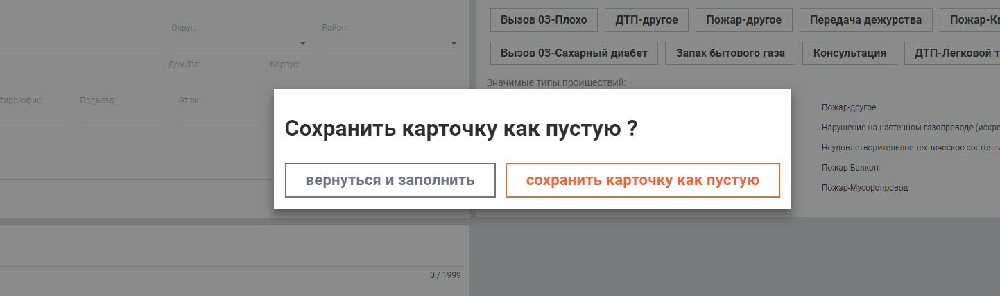 Вызов 03-Плохо ДТП-другое Пожар-другое Передача дежурства Пожар-Кв
Округ: Район:
Вызов 03-Сахарный диабет Запах бытового газа Консультация ДТП-Легковой т
Дом/Вл: Корпус:
Значимые типы проишествий:
тира/офис: Подъезд: Этаж:
Пожар-другое
Сохранить карточку как пустую ?
Нарушение на настенном газопроводе (искре
Неудовлетворительное техническое состояни
Пожар-Балкон
вернуться и заполнить сохранить карточку как пустую
Пожар-Мусоропровод
0 / 1999